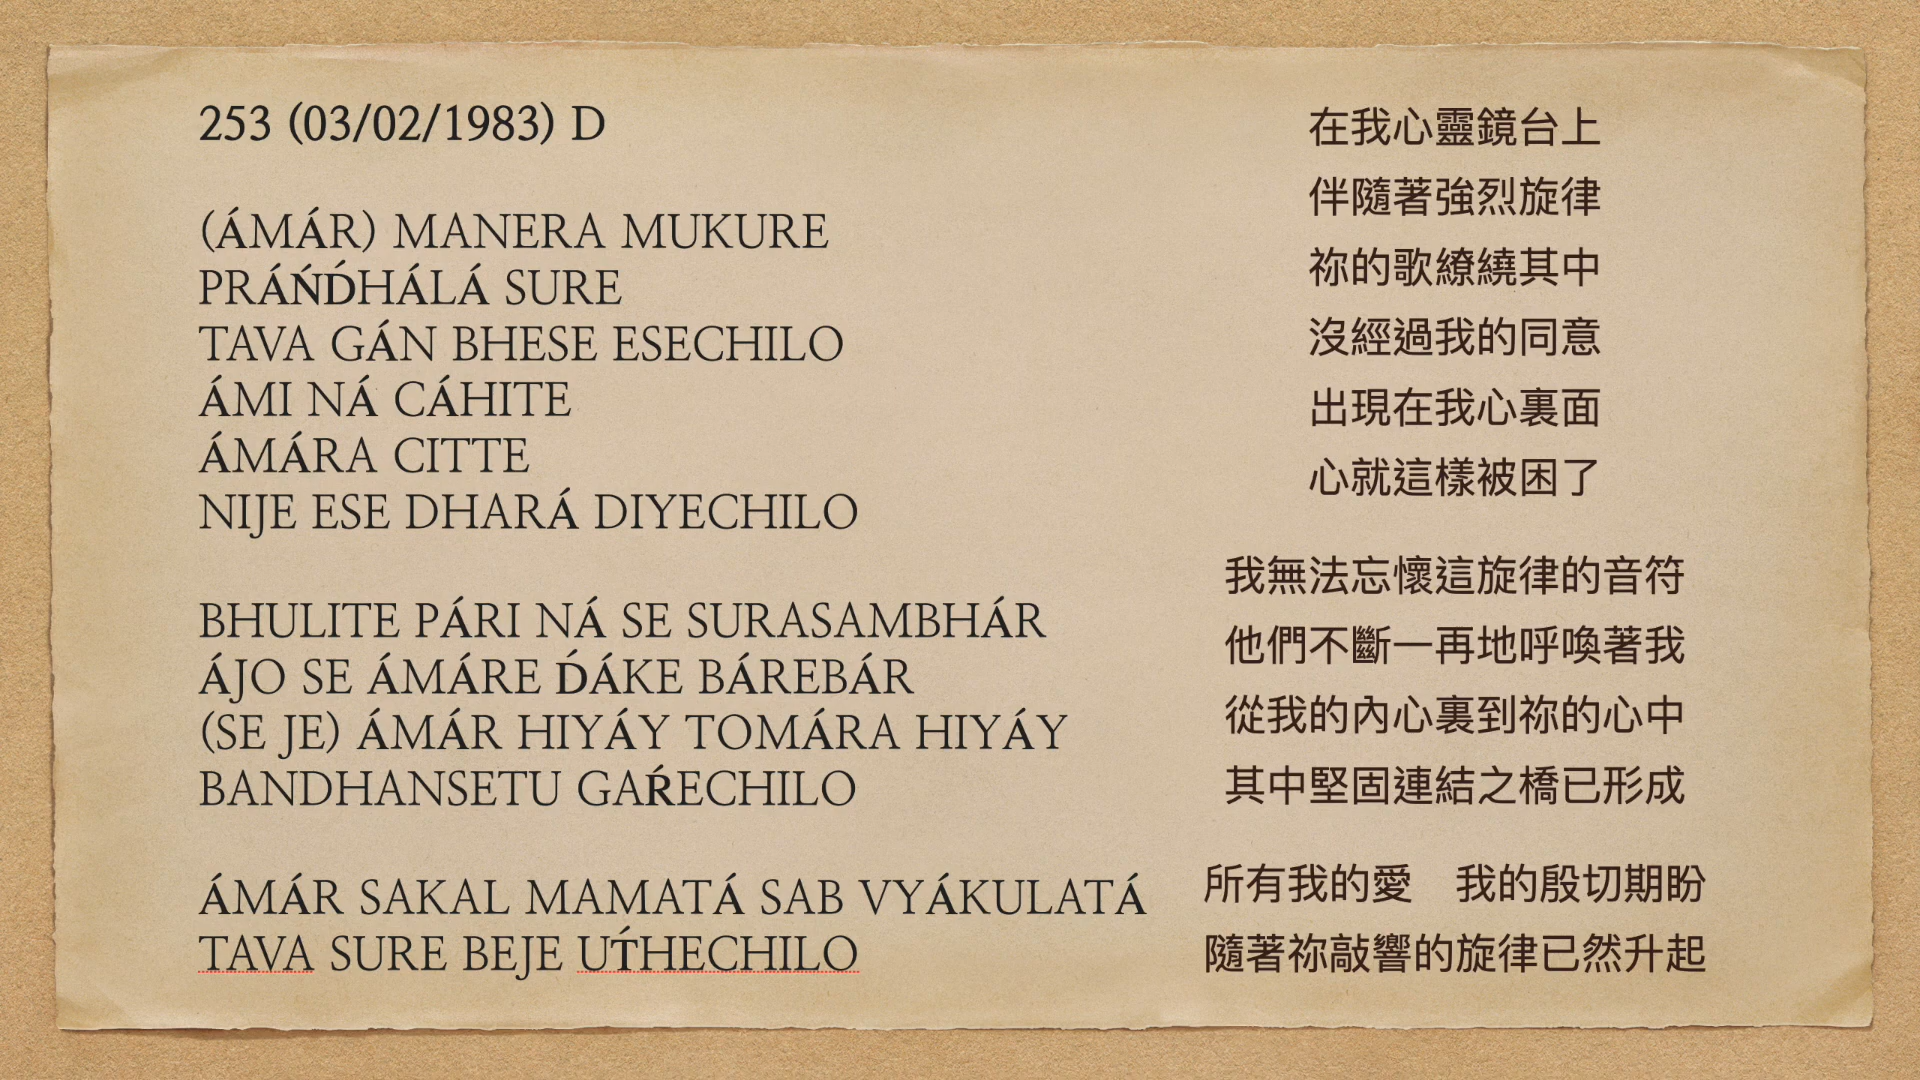 253 (03/02/1983) D
(ÁMÁR) MANERA MUKURE
PRÁŃD́HÁLÁ SURE
TAVA GÁN BHESE ESECHILO
ÁMI NÁ CÁHITE
ÁMÁRA CITTE
NIJE ESE DHARÁ DIYECHILO
BHULITE PÁRI NÁ SE SURASAMBHÁR
ÁJO SE ÁMÁRE D́ÁKE BÁREBÁR
(SE JE) ÁMÁR HIYÁY TOMÁRA HIYÁY
BANDHANSETU GAŔECHILO
ÁMÁR SAKAL MAMATÁ SAB VYÁKULATÁ
TAVA SURE BEJE UT́HECHILO
在我心靈鏡台上
伴隨著強烈旋律
祢的歌繚繞其中
沒經過我的同意
出現在我心裏面
心就這樣被困了
我無法忘懷這旋律的音符
他們不斷一再地呼喚著我
從我的內心裏到祢的心中
其中堅固連結之橋已形成
所有我的愛　我的殷切期盼
隨著祢敲響的旋律已然升起